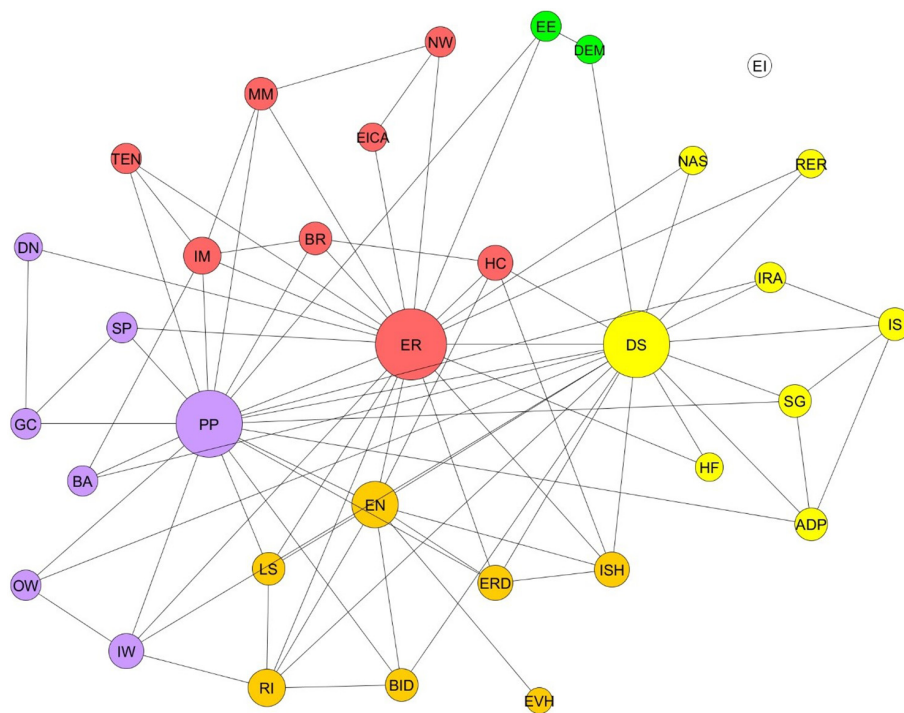 EE
NW
DEM
EI
MM
EICA
TEN
NAS
RER
DN
IM
BR
HC
IRA
SP
IS
ER
DS
SG
GC
PP
BA
HF
EN
ADP
OW
LS
ERD
ISH
IW
RI
BID
EVH